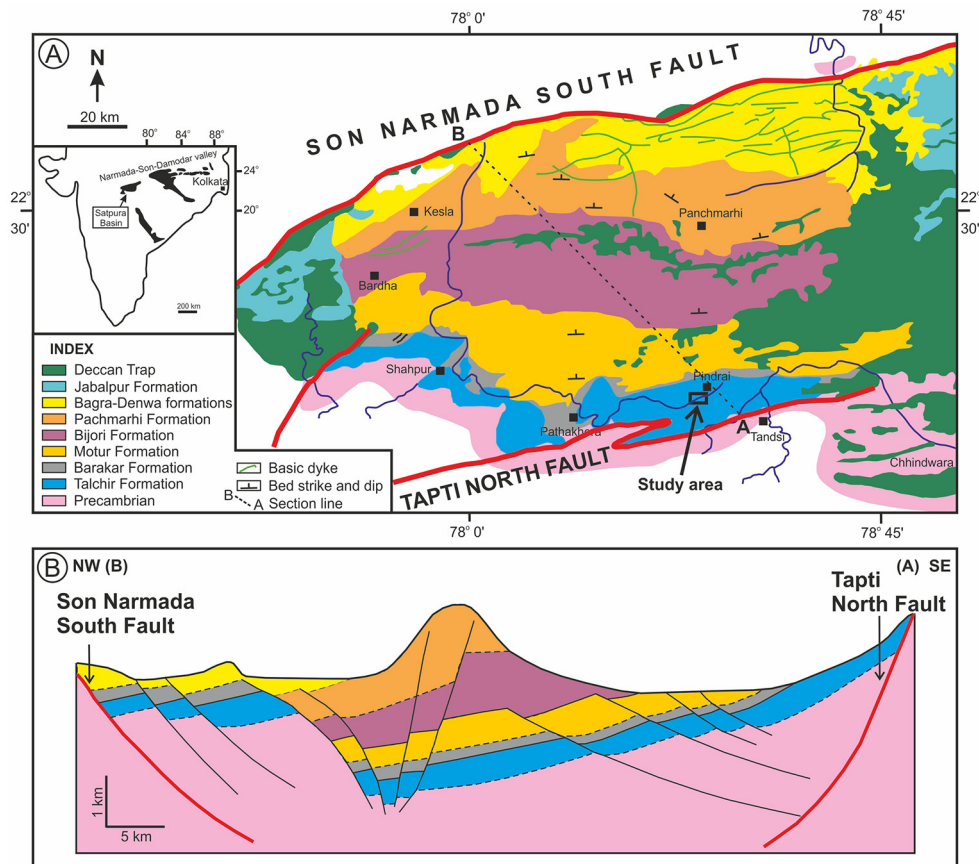 78° 0'
78° 45'
A
N
20 km
SON NARMADA SOUTH FAULT
B
80° 84° 88°
Narmada-Son-Damodar valley
24°
Kolkata
Satpura
Basin
20°
200 km
22°
30'
22°
30'
Kesla
Panchmarhi
Bardha
Shahpur
Pindrai
Pathakhera
A
Tandsi
Chhindwara
TAPTI NORTH FAULT
Study area
INDEX
Deccan Trap
Jabalpur Formation
Bagra-Denwa formations
Pachmarhi Formation
Bijori Formation
Motur Formation
Barakar Formation
Talchir Formation
Precambrian
Basic dyke
Bed strike and dip
B A Section line
78° 0'
78° 45'
B
NW (B)
(A) SE
Son Narmada
South Fault
Tapti
North Fault
1 km
5 km